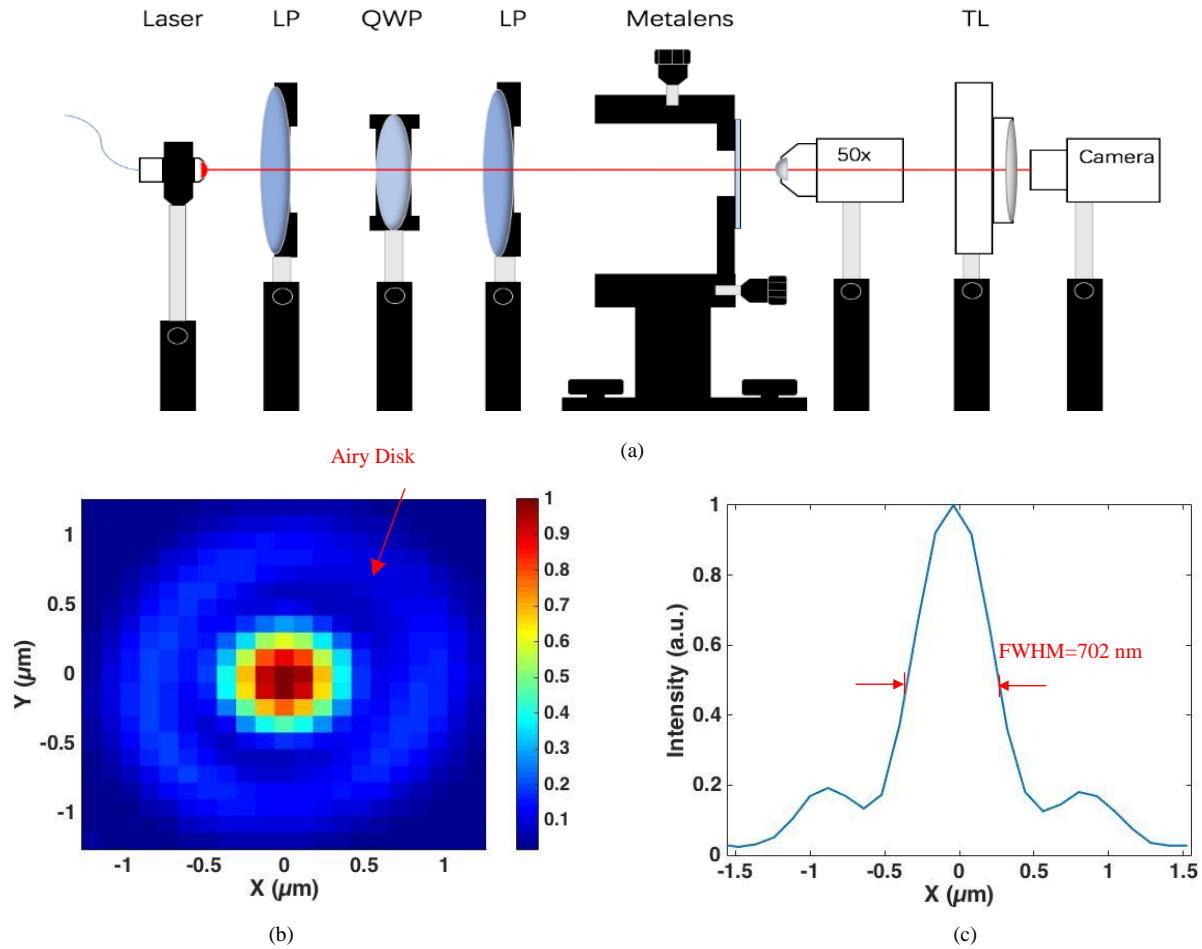 Laser LP QWP LP Metalens TL
50x Camera
(a)
Airy Disk
1
0.9
0.8
0.7
0.6
0.5
0.4
0.3
0.2
0.1
1
0.5
0
-0.5
-1
Y (µm)
-1 -0.5 0 0.5 1
X (µm)
(b)
1
0.8
0.6
0.4
0.2
0
Intensity (a.u.)
FWHM=702 nm
-1.5 -1 -0.5 0 0.5 1 1.5
X (µm)
(c)